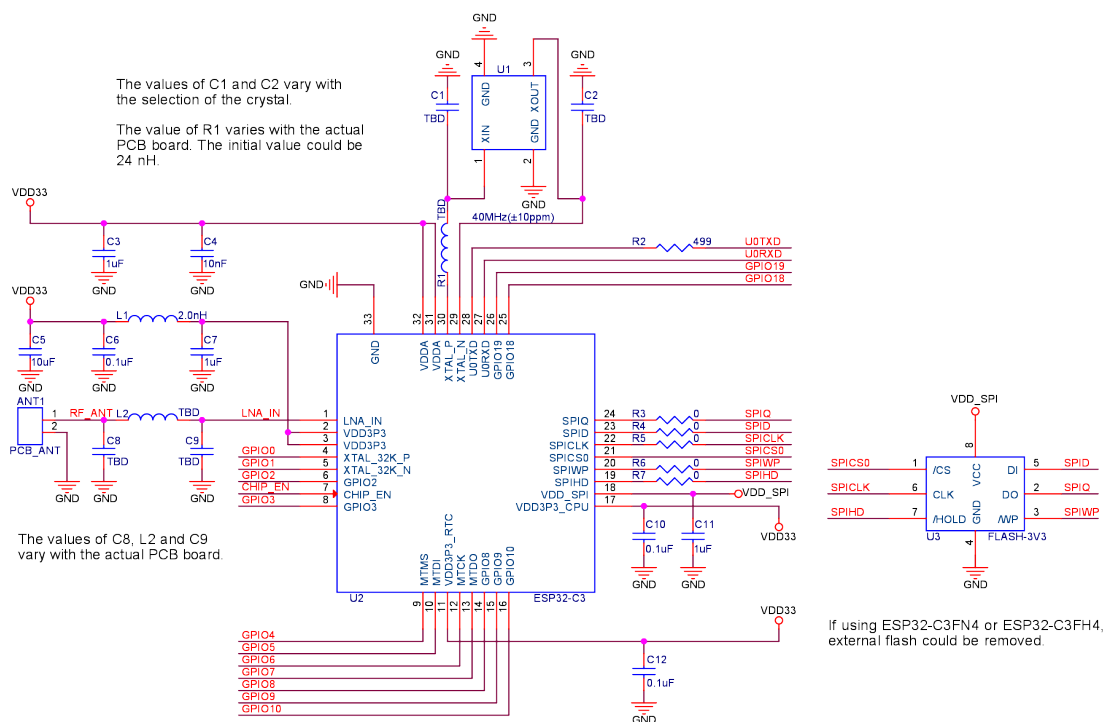 GND
GND
GND
4
3
U1
GND
XOUT
C1
TBD
C2
TBD
XIN
GND
1
2
GND
The values of C1 and C2 vary with
the selection of the crystal.
The value of R1 varies with the actual
PCB board. The initial value could be
24 nH.
VDD33
TBD
40MHz(±10ppm)
R1
C3
1uF
GND
C4
10nF
GND
R2
499
U0TXD
U0RXD
GPIO19
GPIO18
GND
VDD33
L1
2.0nH
C5
10uF
GND
C6
0.1uF
GND
C7
1uF
GND
33
32
31
30
29
28
27
26
25
GND
VDDA
VDDA
XTAL_P
XTAL_N
U0TXD
U0RXD
GPIO19
GPIO18
ANT1
1
2
PCB_ANT
RF_ANT
L2
TBD
LNA_IN
C8
TBD
C9
TBD
GND
GND
GND
GPIO0
GPIO1
GPIO2
CHIP_EN
GPIO3
1
2
3
4
5
6
7
8
LNA_IN
VDD3P3
VDD3P3
XTAL_32K_P
XTAL_32K_N
GPIO2
CHIP_EN
GPIO3
SPIQ
SPID
SPICLK
SPICS0
SPIWP
SPIHD
VDD_SPI
VDD3P3_CPU
24
23
22
21
20
19
18
17
R3
0
SPIQ
R4
0
SPID
R5
0
SPICLK
SPICS0
R6
0
SPIWP
R7
0
SPIHD
VDD_SPI
C10
0.1uF
GND
C11
1uF
GND
VDD33
VDD_SPI
8
SPICS0
1
/CS
VCC
DI
5
SPID
SPICLK
6
CLK
DO
2
SPIQ
SPIHD
7
/HOLD
GND
/WP
3
SPIWP
U3
4
FLASH-3V3
GND
The values of C8, L2 and C9
vary with the actual PCB board.
MTMS
MTDI
VDD3P3_RTC
MTCK
MTDO
GPIO8
GPIO9
GPIO10
U2
ESP32-C3
9
10
11
12
13
14
15
16
GPIO4
GPIO5
GPIO6
GPIO7
GPIO8
GPIO9
GPIO10
VDD33
C12
0.1uF
GND
If using ESP32-C3FN4 or ESP32-C3FH4,
external flash could be removed.